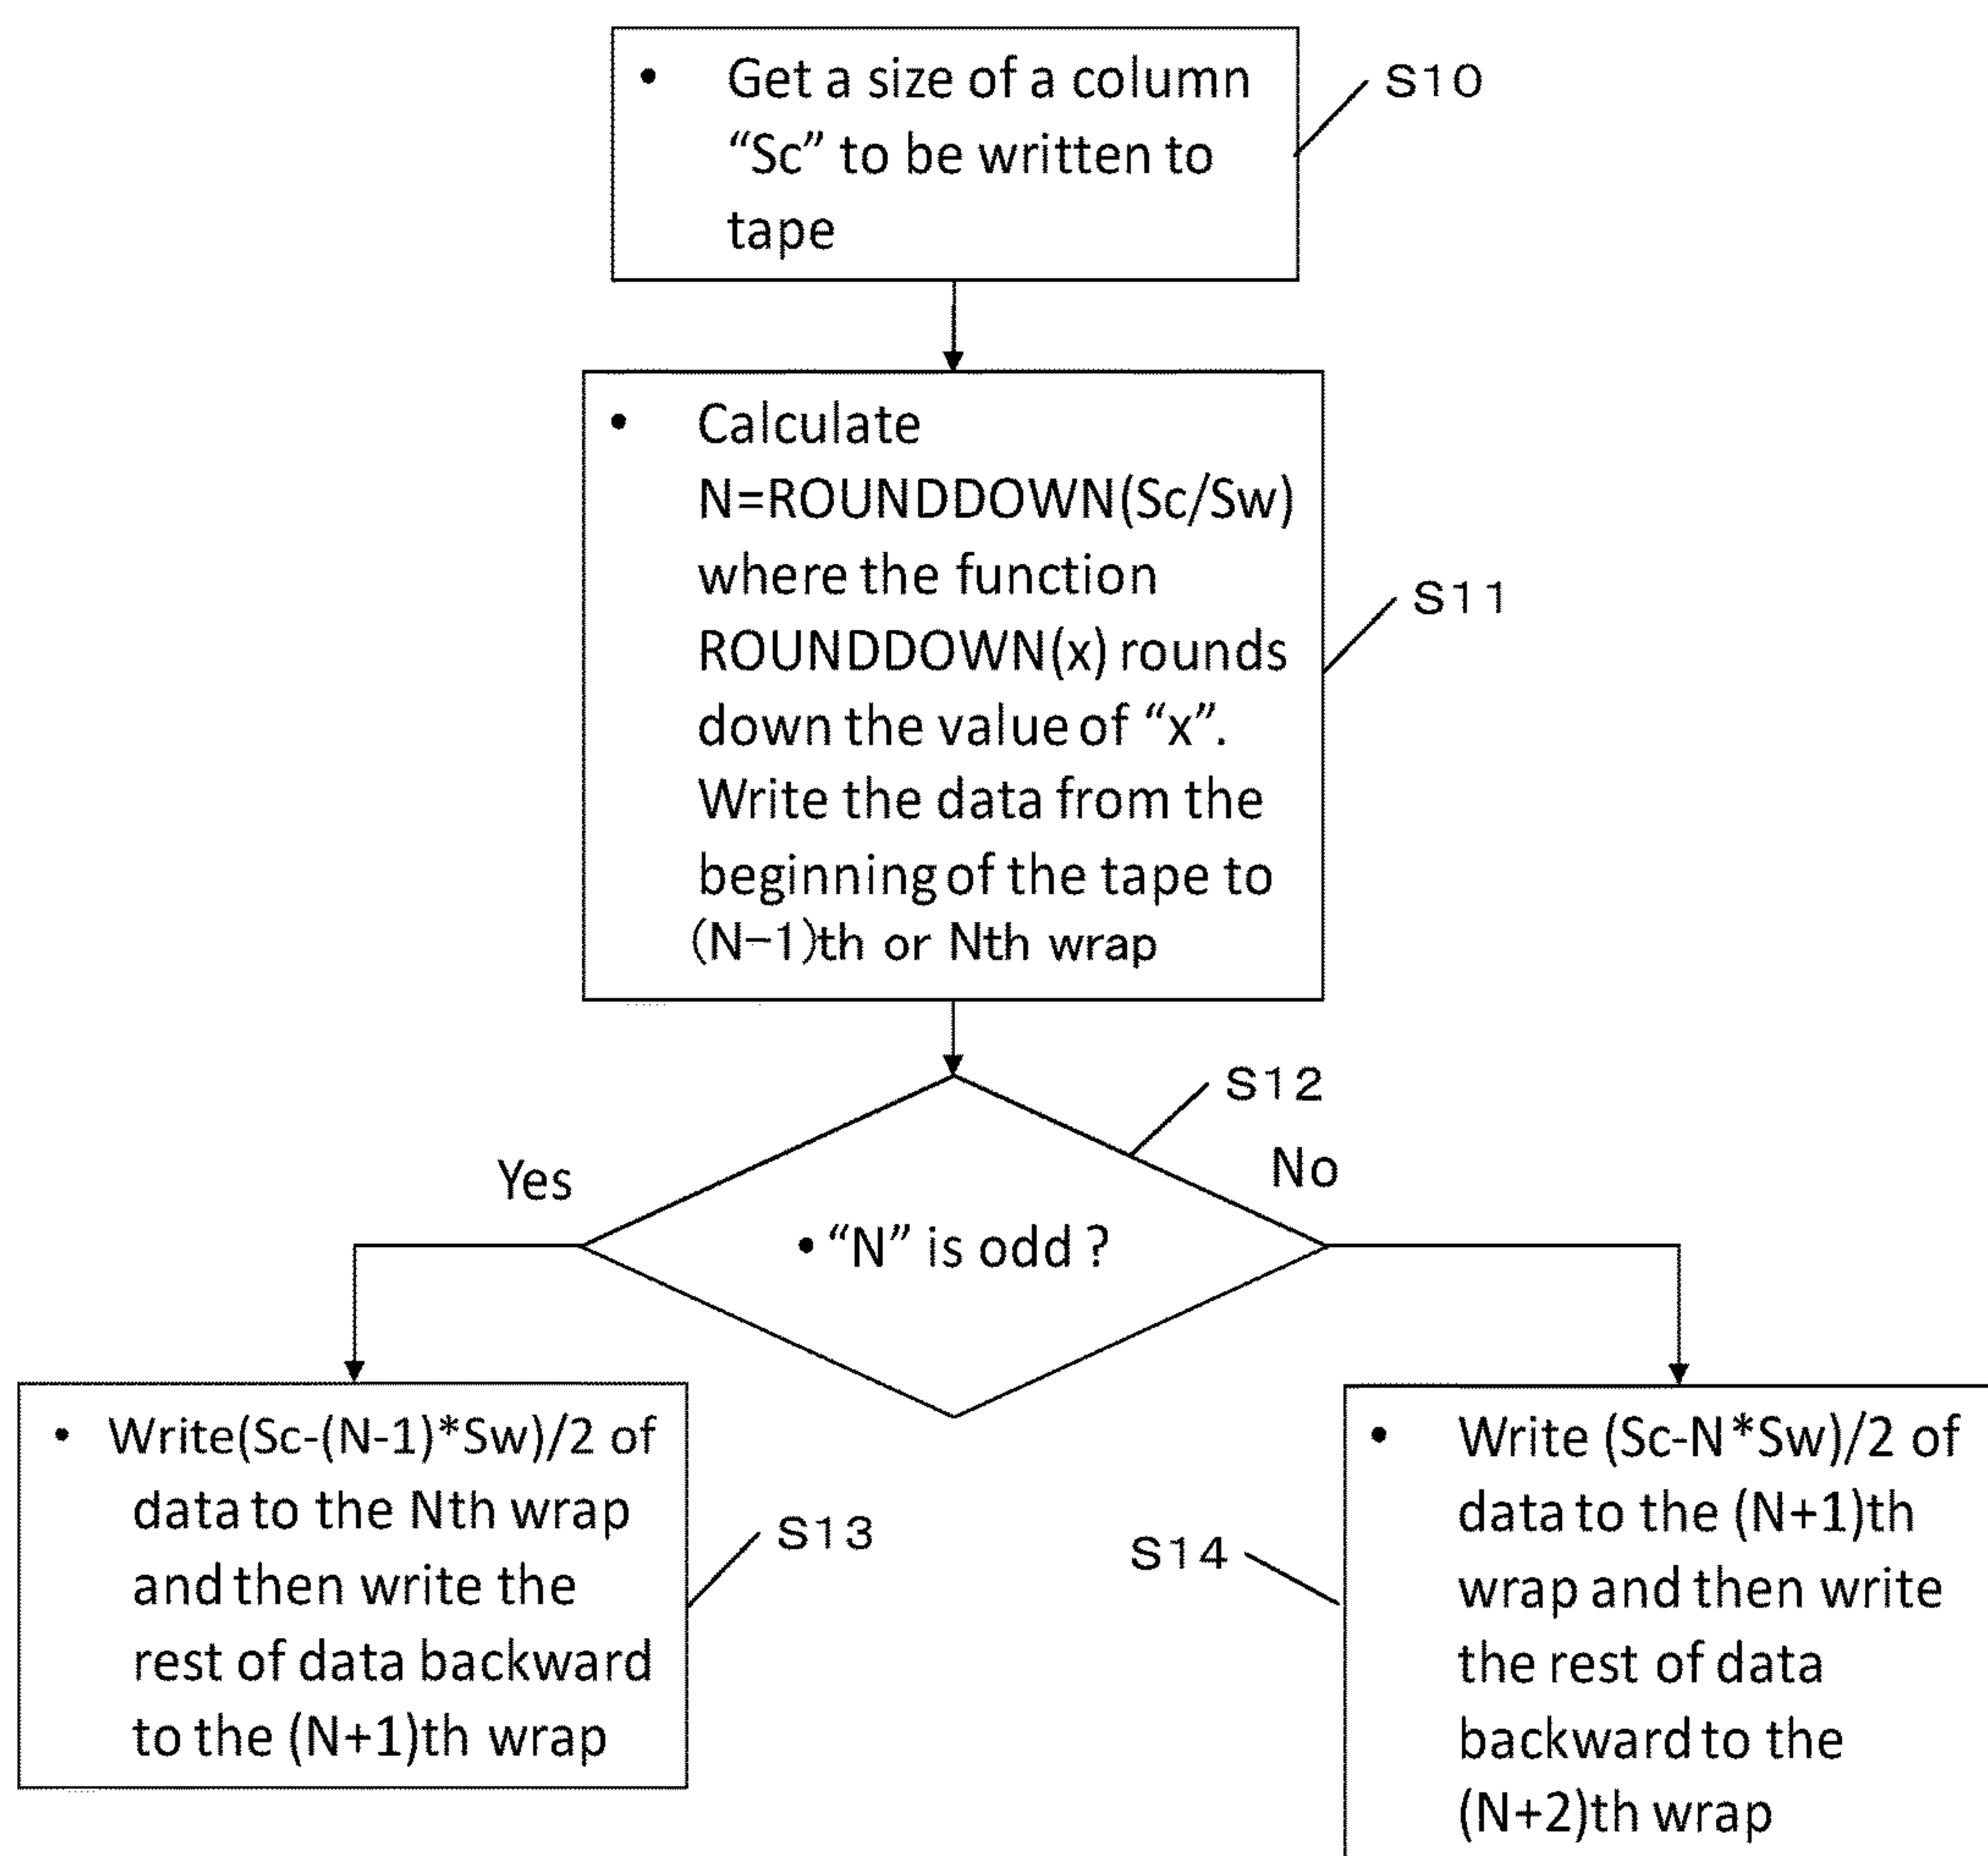 • Get a size of a column
“Sc” to be written to
tape
S10
• Calculate
N=ROUNDDOWN(Sc/Sw)
where the function
ROUNDDOWN(x) rounds
down the value of “x”.
Write the data from the
beginning of the tape to
(N-1)th or Nth wrap
S11
S12
Yes
No
• “N” is odd ?
• Write(Sc-(N-1)*Sw)/2 of
data to the Nth wrap
and then write the
rest of data backward
to the (N+1)th wrap
S13
S14
• Write (Sc-N*Sw)/2 of
data to the (N+1)th
wrap and then write
the rest of data
backward to the
(N+2)th wrap